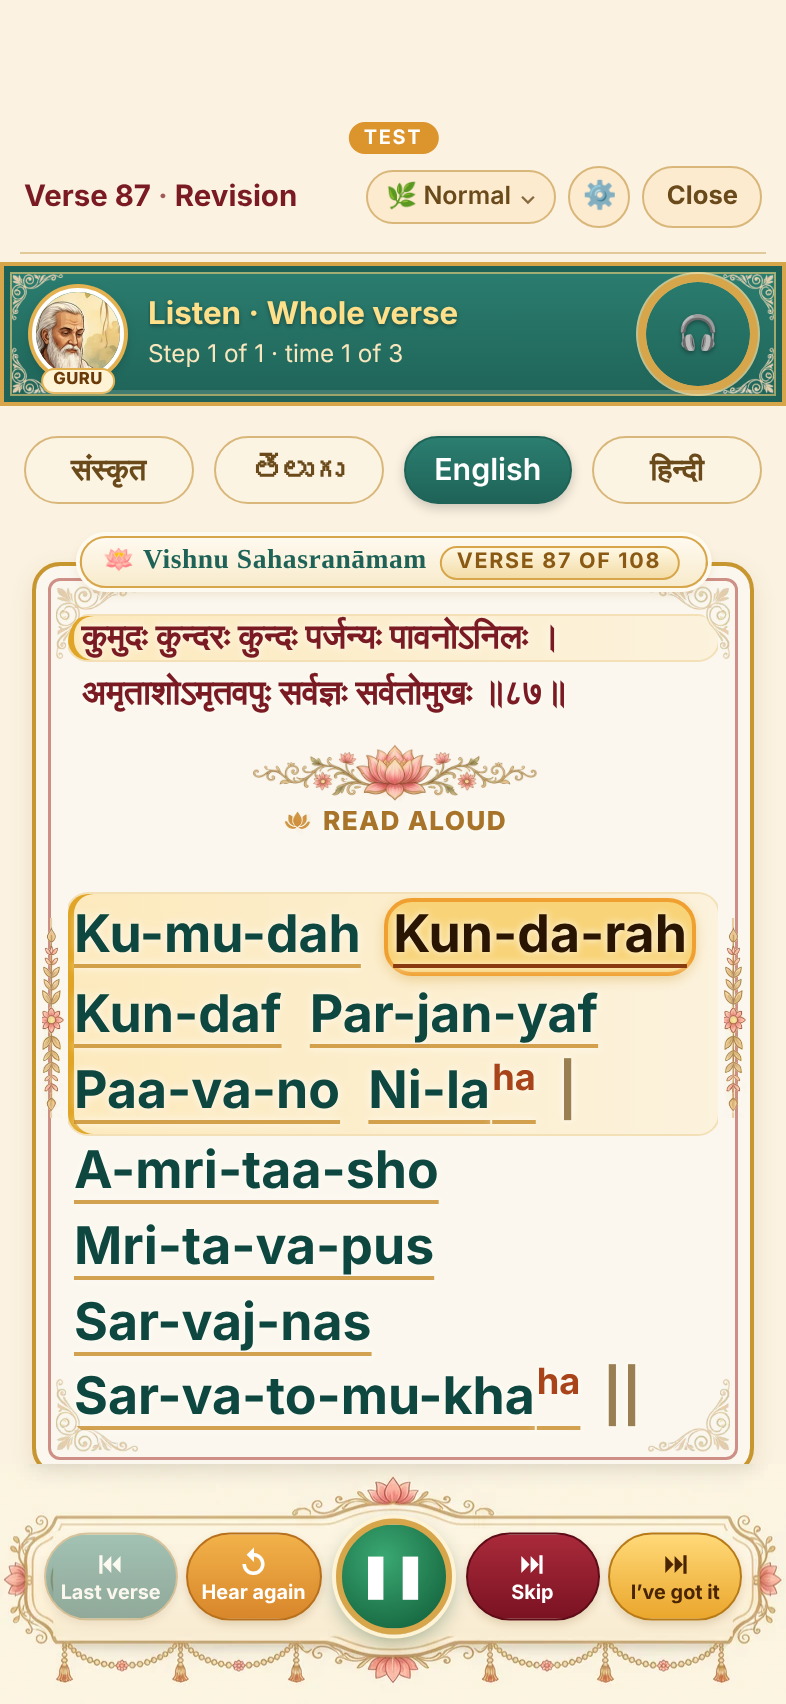 TEST
Verse 87 · Revision
🌿 Normal
Close
Listen · Whole verse
Step 1 of 1 · time 1 of 3
GURU
संस्कृत తెలుగు English हिन्दी
Vishnu Sahasranāmam VERSE 87 OF 108
कुमुदः कुन्दरः कुन्दः पर्जन्यः पावनोऽनिलः ।
अमृताशोऽमृतवपुः सर्वज्ञः सर्वतोमुखः ॥८७॥
READ ALOUD
Ku-mu-dah Kun-da-rah
Kun-daf Par-jan-yaf
Paa-va-no Ni-laha |
A-mri-taa-sho
Mri-ta-va-pus
Sar-vaj-nas
Sar-va-to-mu-khaha ||
Last verse Hear again Skip I’ve got it